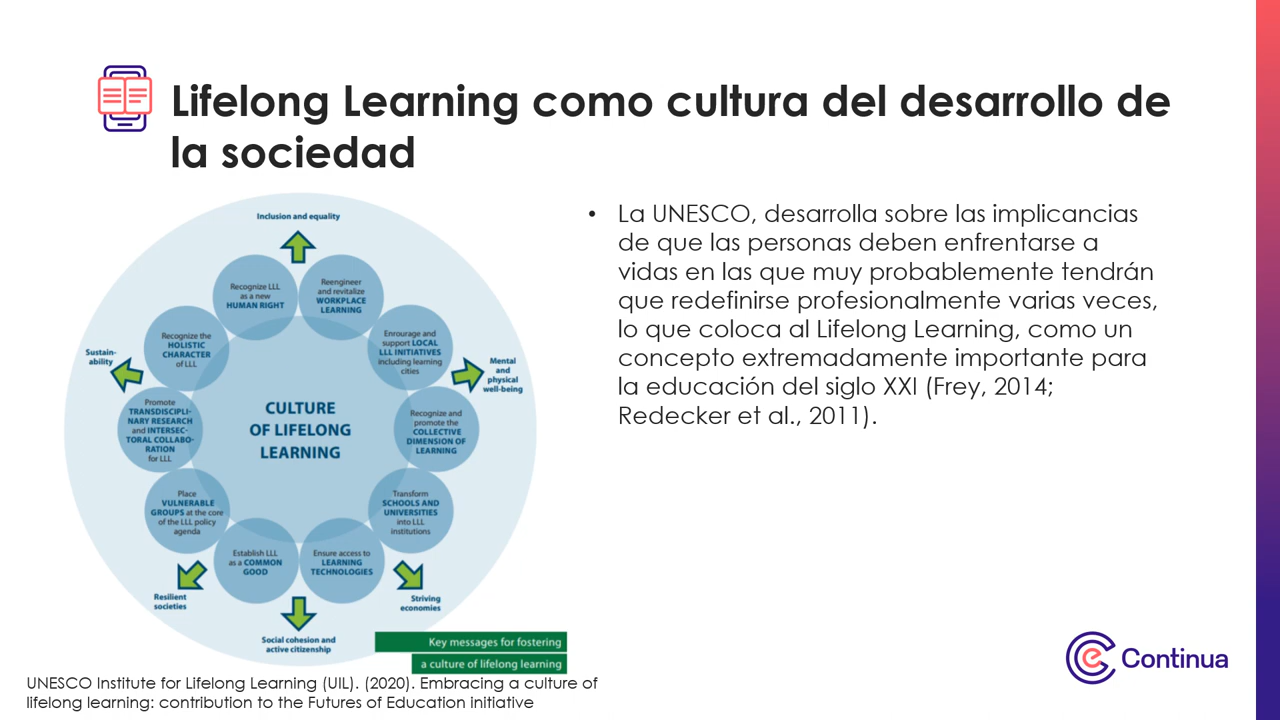 Lifelong Learning como cultura del desarrollo de
la sociedad
Inclusion and equality
Recognize LLL
as a new
HUMAN RIGHT
Reengineer
and revitalize
WORKPLACE
LEARNING
Recognize the
HOLISTIC
CHARACTER
of LLL
Enrourage and
support LOCAL
LLL INITIATIVES
including learning
cities
Sustain-
ability
Mental
and
physical
well-being
Promote
TRANSDISCIPLI-
NARY RESEARCH
and INTERSEC-
TORAL COLLABO-
RATION
for LLL
CULTURE
OF LIFELONG
LEARNING
Recognize and
promote the
COLLECTIVE
DIMENSION OF
LEARNING
Place
VULNERABLE
GROUPS at the core
of the LLL policy
agenda
Transform
SCHOOLS AND
UNIVERSITIES
into LLL
institutions
Establish LLL
as a COMMON
GOOD
Ensure access to
LEARNING
TECHNOLOGIES
Resilient
societies
Striving
economies
Social cohesion and
active citizenship
Key messages for fostering
a culture of lifelong learning
UNESCO Institute for Lifelong Learning (UIL). (2020). Embracing a culture of
lifelong learning: contribution to the Futures of Education initiative
• La UNESCO, desarrolla sobre las implicancias
de que las personas deben enfrentarse a
vidas en las que muy probablemente tendrán
que redefinirse profesionalmente varias veces,
lo que coloca al Lifelong Learning, como un
concepto extremadamente importante para
la educación del siglo XXI (Frey, 2014;
Redecker et al., 2011).
e Continua